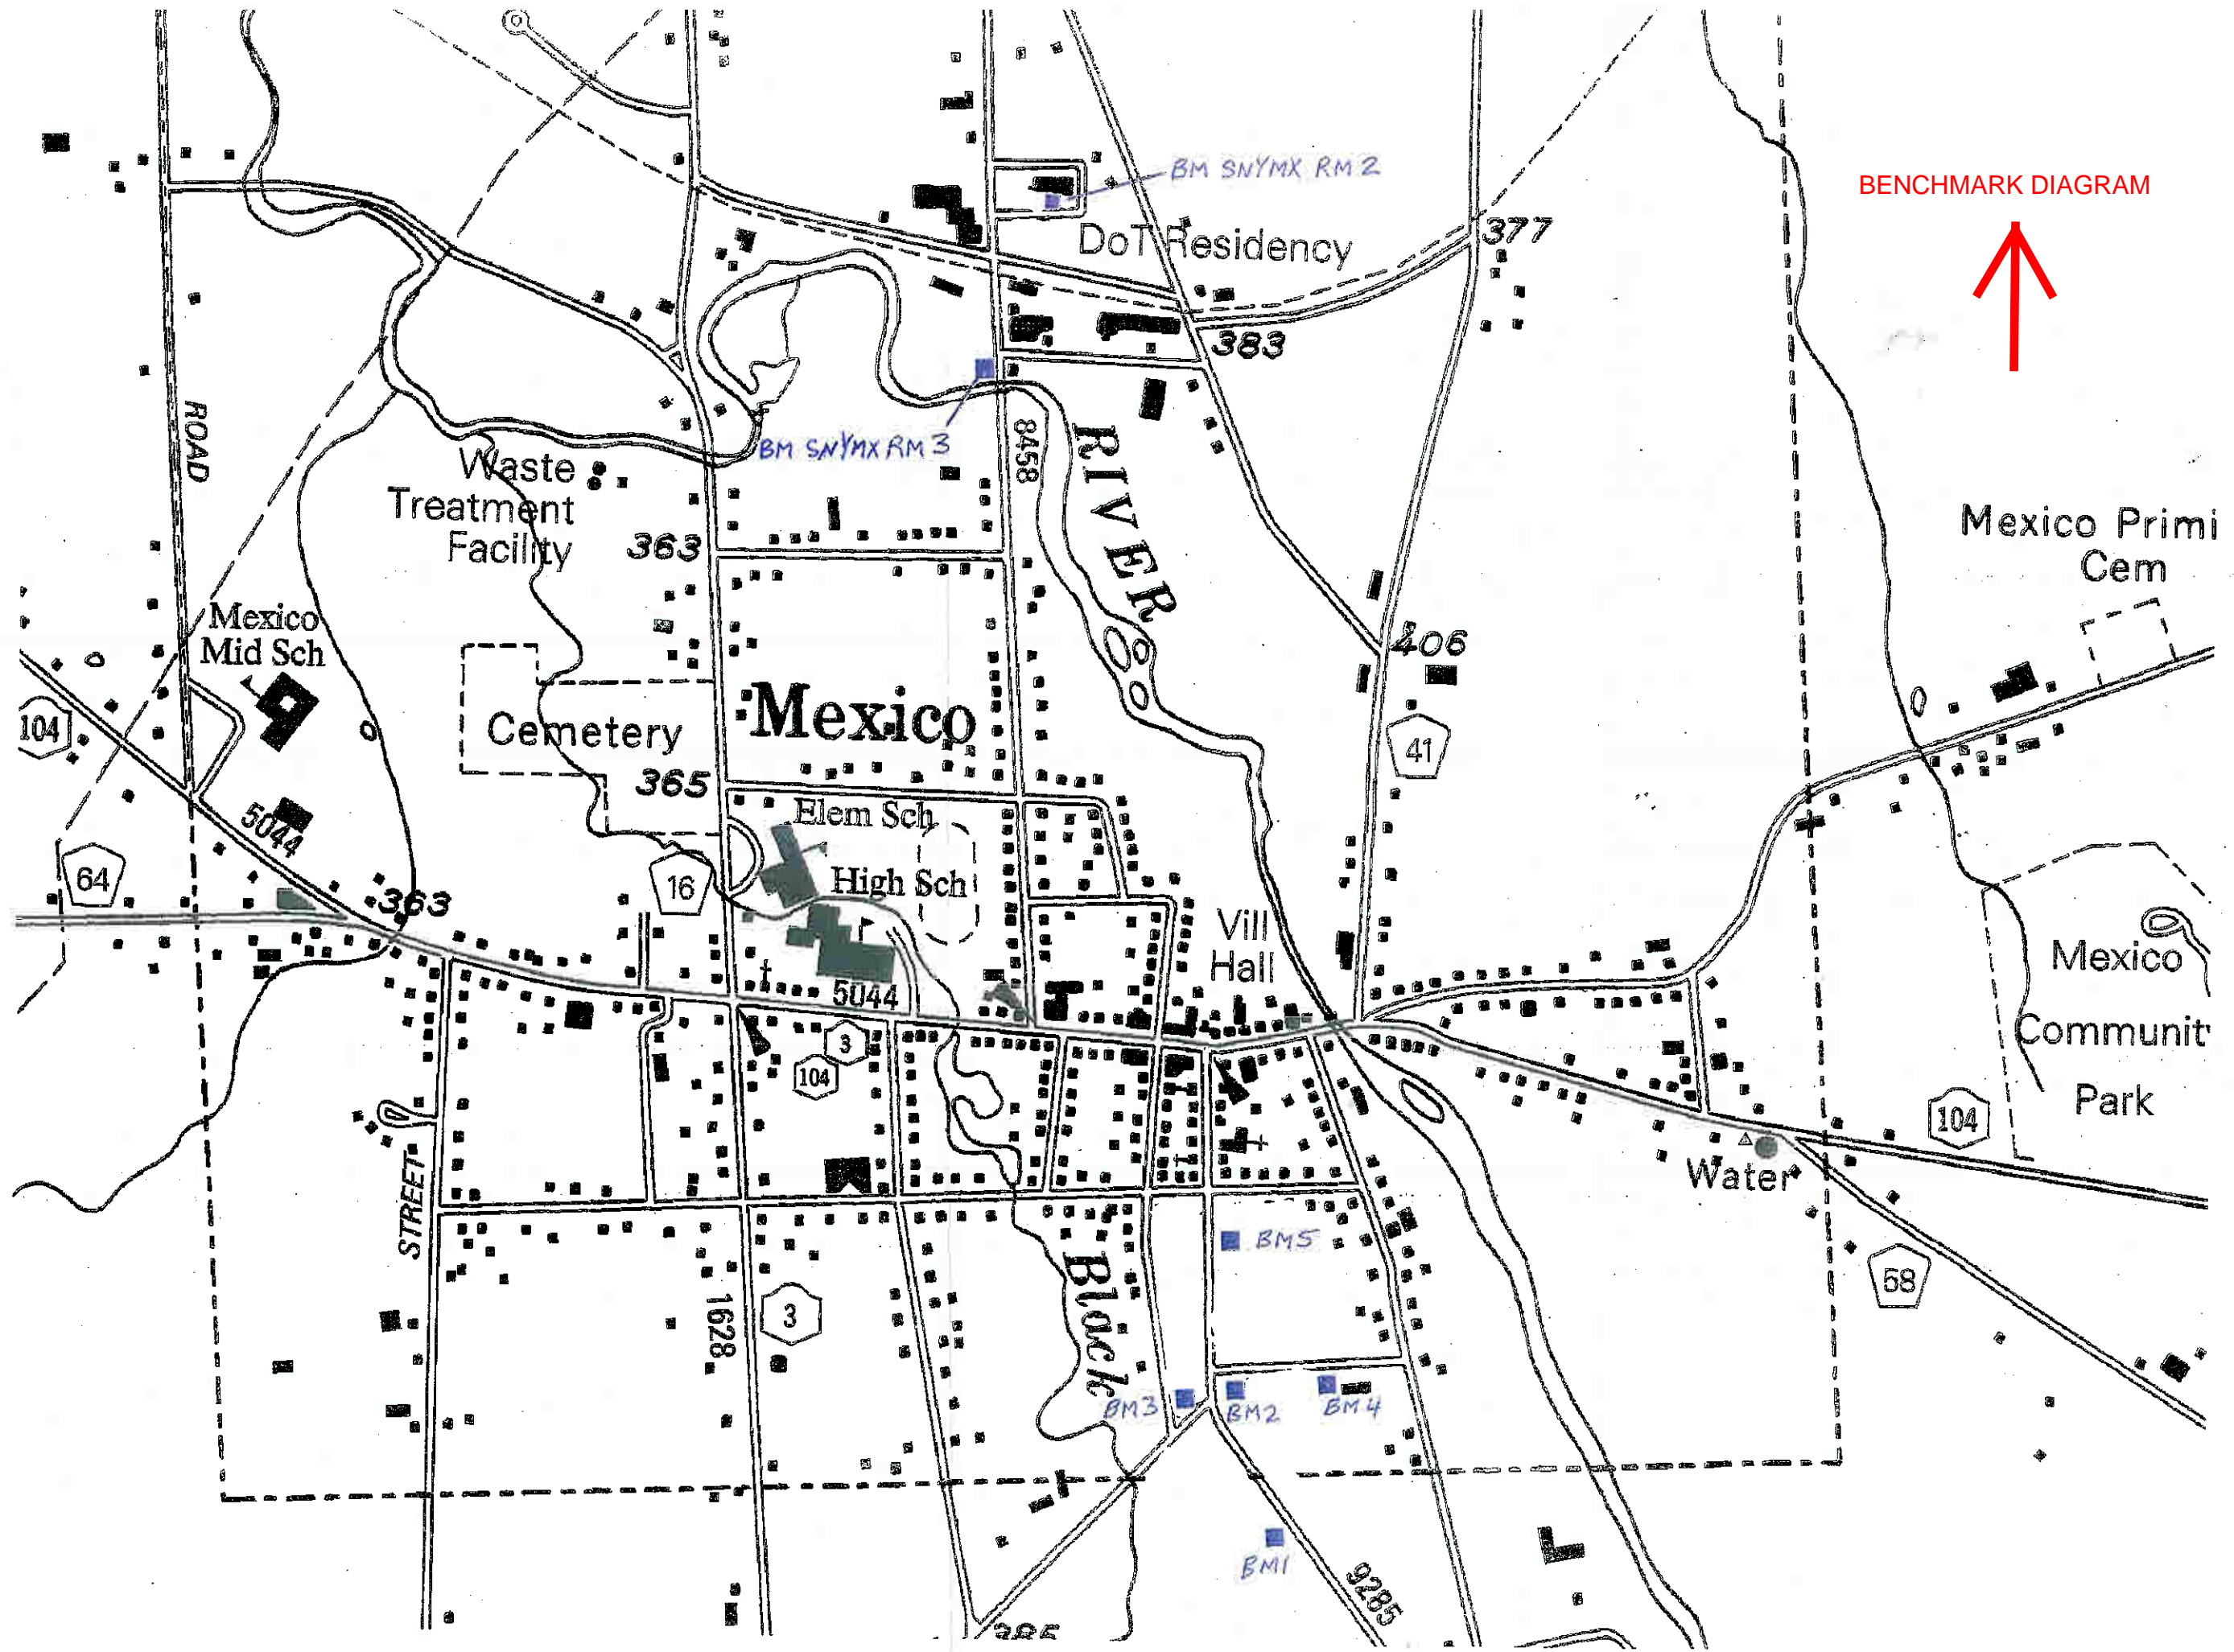 BM SNYMX RM 2
BENCHMARK DIAGRAM
DoT Residency
377
383
ROAD
BM SNYMX RM 3
8458
RIVER
Waste
Treatment
Facility
363
Mexico Primi
Cem
Mexico
Mid Sch
406
104
Cemetery
Mexico
41
365
5044
Elem Sch
64
16
High Sch
363
Vill
Hall
Mexico
5044
Communit
3
104
Park
104
Water
STREET
BM5
Black
58
1628
3
BM3
BM2
BM4
BM1
9285
385